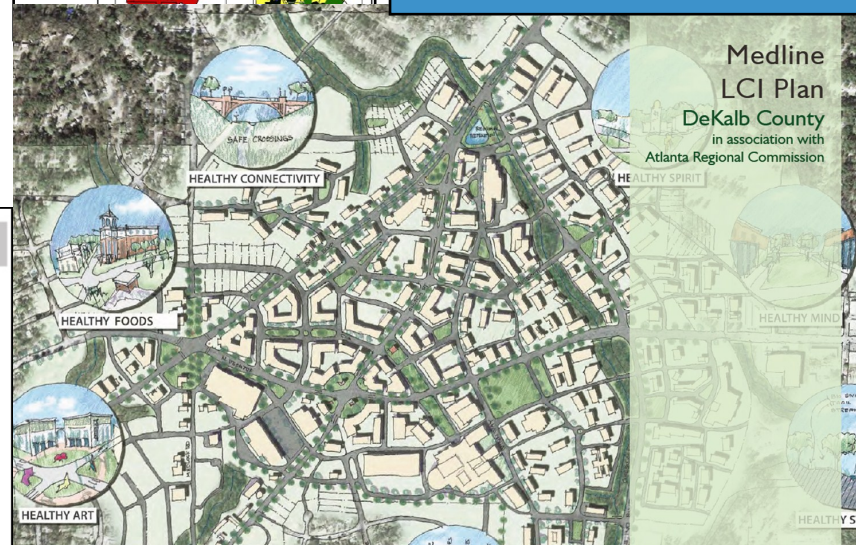 Medline
LCI Plan
DeKalb County
in association with
Atlanta Regional Commission
SAFE CROSSINGS
HEALTHY CONNECTIVITY
HEALTHY SPIRIT
HEALTHY FOODS
HEALTHY MIND
HEALTHY ART
HEALTHY S